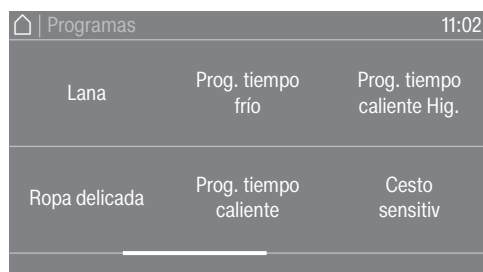 | Programas 11:02
Lana
Prog. tiempo
frío
Prog. tiempo
caliente Hig.
Ropa delicada
Prog. tiempo
caliente
Cesto
sensitiv